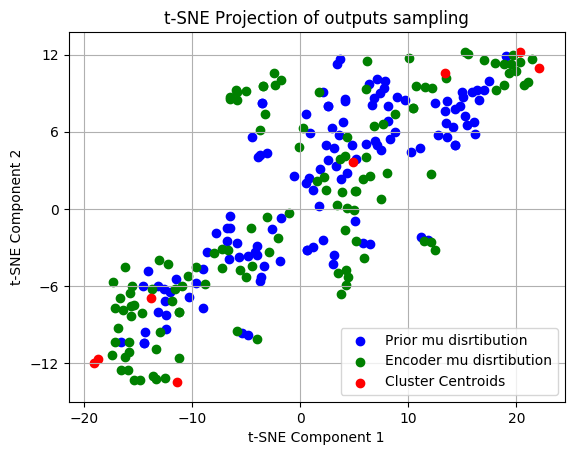 t-SNE Projection of outputs sampling
t-SNE Component 2
12
6
0
−6
−12
Prior mu disrtibution
Encoder mu disrtibution
Cluster Centroids
−20
−10
0
10
20
t-SNE Component 1